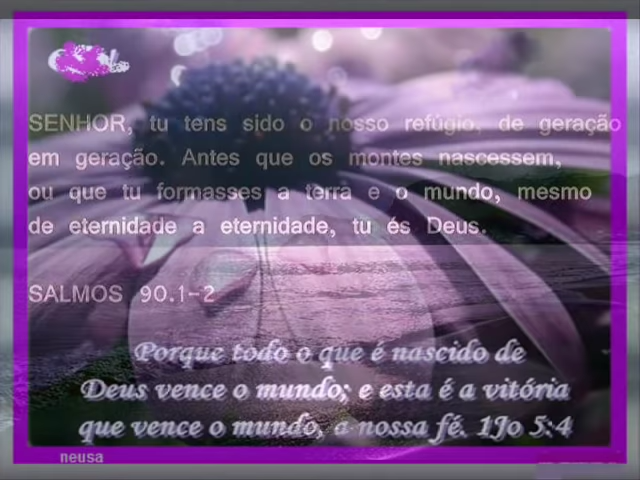 SENHOR, tu tens sido o nosso refúgio, de geração
em geração. Antes que os montes nascessem,
ou que tu formasses a terra e o mundo, mesmo
de eternidade a eternidade, tu és Deus.
SALMOS 90.1-2
Porque todo o que é nascido de
Deus vence o mundo; e esta é a vitória
que vence o mundo, a nossa fé. 1Jo 5:4
neusa